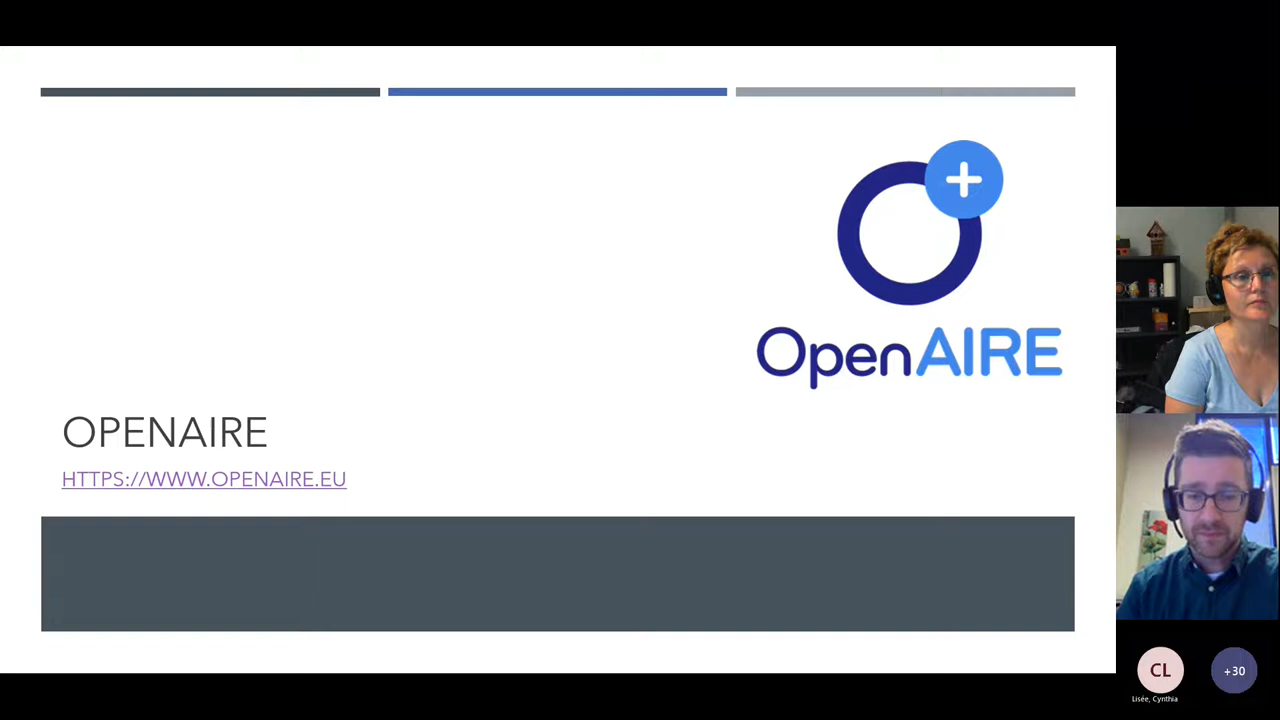 OpenAIRE
OPENAIRE
HTTPS://WWW.OPENAIRE.EU
CL
+30
Lisée, Cynthia